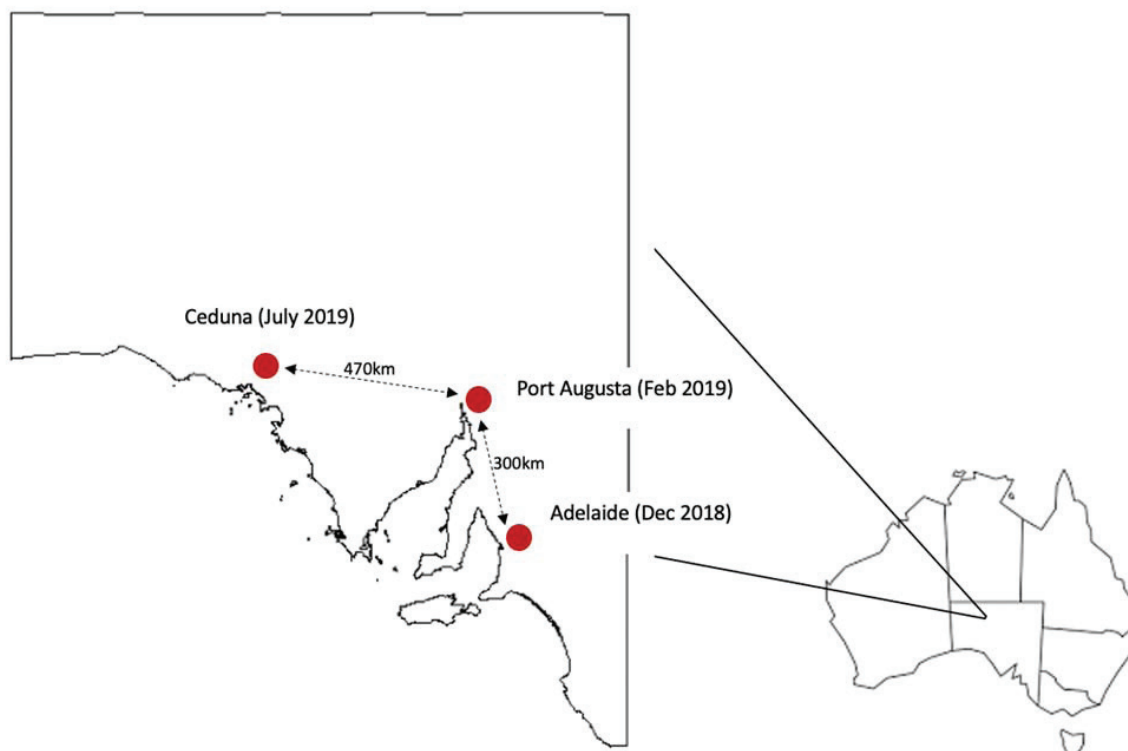 Ceduna (July 2019)
470km
Port Augusta (Feb 2019)
300km
Adelaide (Dec 2018)